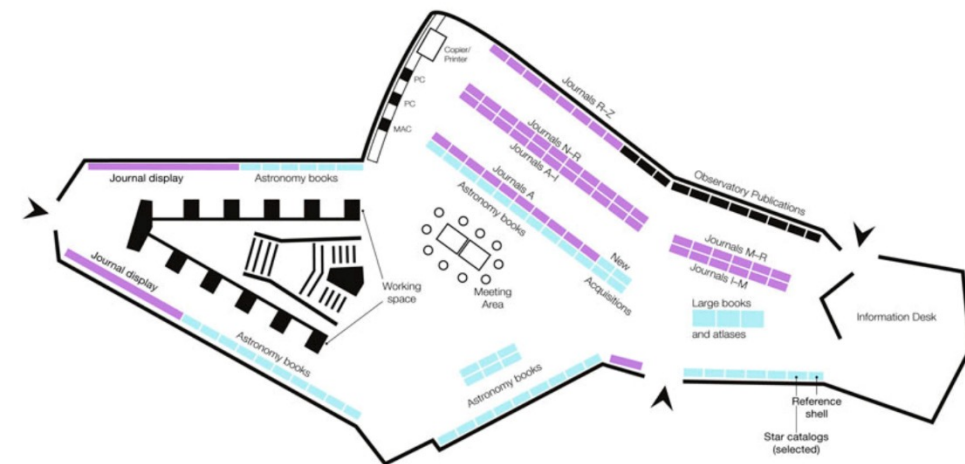 Copier/
Printer
PC
PC
MAC
Journals R–Z
Journals N–R
Journals A–I
Journals A
Astronomy books
New
Acquisitions
Observatory Publications
Journal display
Astronomy books
Journal display
Astronomy books
Working
space
Meeting
Area
Astronomy books
Journals M–R
Journals I–M
Large books
and atlases
Information Desk
Reference
shell
Star catalogs
(selected)